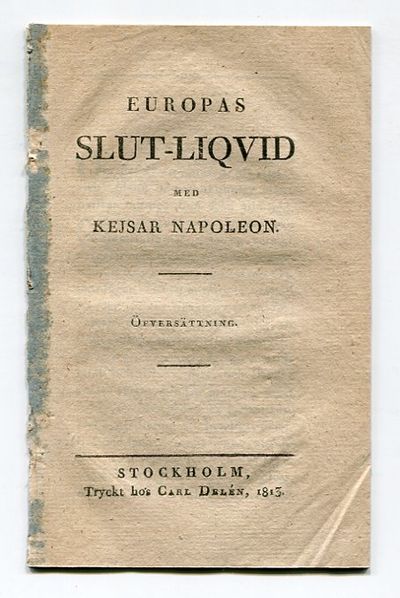 EUROPAS
SLUT-LIQVID
MED
KEJSAR NAPOLEON.
ÖFVERSÄTTNING.
STOCKHOLM,
Tryckt hos CARL DELÉN, 1813.